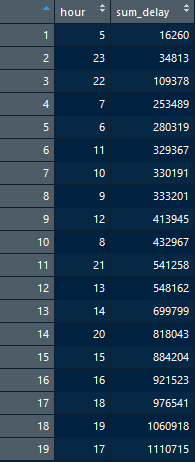 hour sum_delay
1 5 16260
2 23 34813
3 22 109378
4 7 253489
5 6 280319
6 11 329367
7 10 330191
8 9 333201
9 12 413945
10 8 432967
11 21 541258
12 13 548162
13 14 699799
14 20 818043
15 15 884204
16 16 921523
17 18 976541
18 19 1060918
19 17 1110715